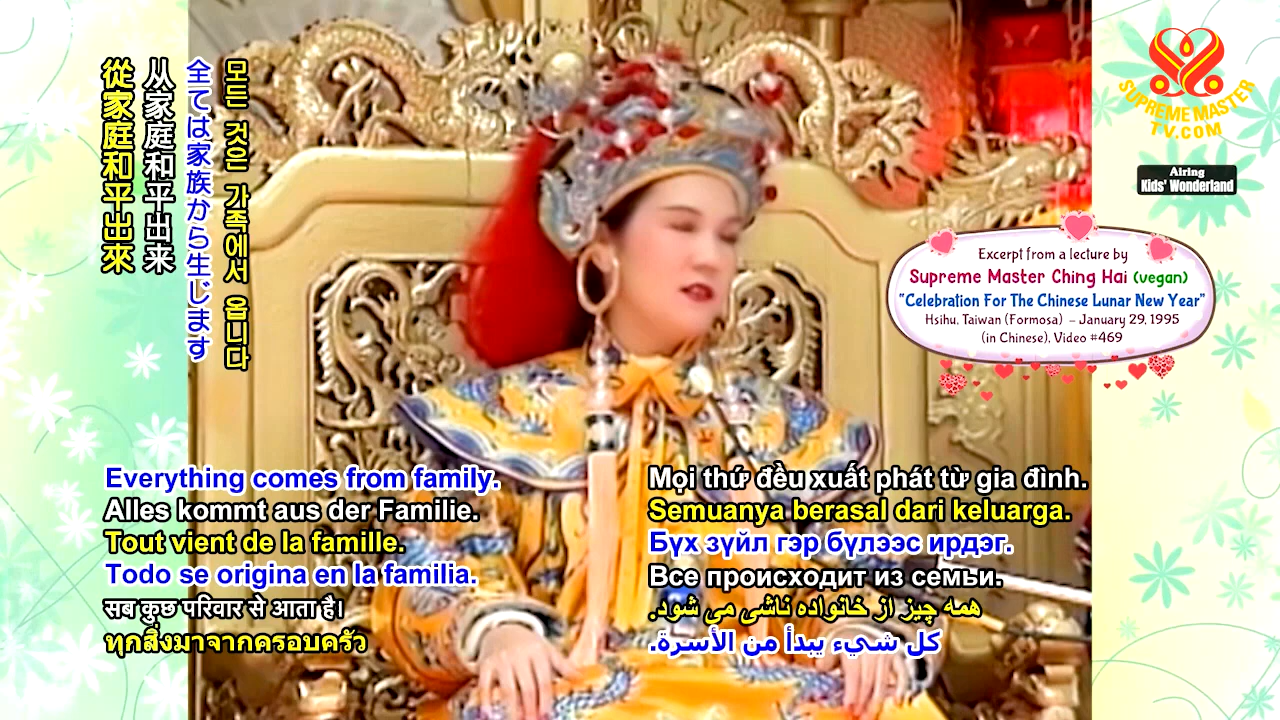 從家庭和平出來
从家庭和平出来
全ては家族から生じます
모든 것은 가족에서 옵니다
SUPREME MASTER
TV.COM
Airing
Kids' Wonderland
Excerpt from a lecture by
Supreme Master Ching Hai (vegan)
"Celebration For The Chinese Lunar New Year"
Hsihu, Taiwan (Formosa) – January 29, 1995
(in Chinese), Video #469
Everything comes from family.
Alles kommt aus der Familie.
Tout vient de la famille.
Todo se origina en la familia.
सब कुछ परिवार से आता है।
ทุกสิ่งมาจากครอบครัว
Mọi thứ đều xuất phát từ gia đình.
Semuanya berasal dari keluarga.
Бүх зүйл гэр бүлээс ирдэг.
Все происходит из семьи.
همه چیز از خانواده ناشی می شود.
كل شيء يبدأ من الأسرة.